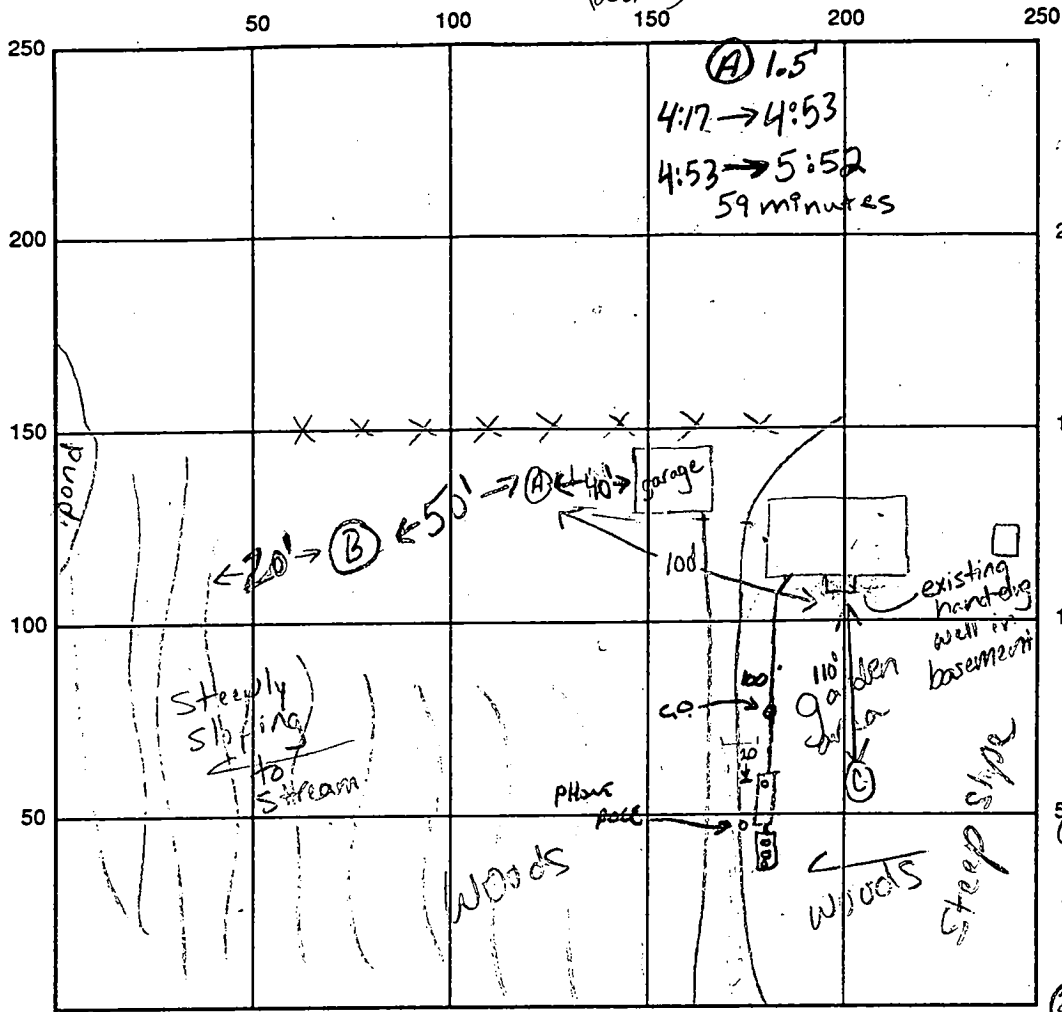 50 100 150 200 250
250
(A) 1.5'
4:17 → 4:53
4:53 → 5:52
59 minutes
200
150
pond
20'
(B)
50'
(A)
40'
garage
100
existing
hand dug
well in
basement
100
Steeply
sloping
to
stream
100'
C.O.
110'
garden
area
20'
(C)
PHONE
POLE
50
woods
woods
Steep Slope